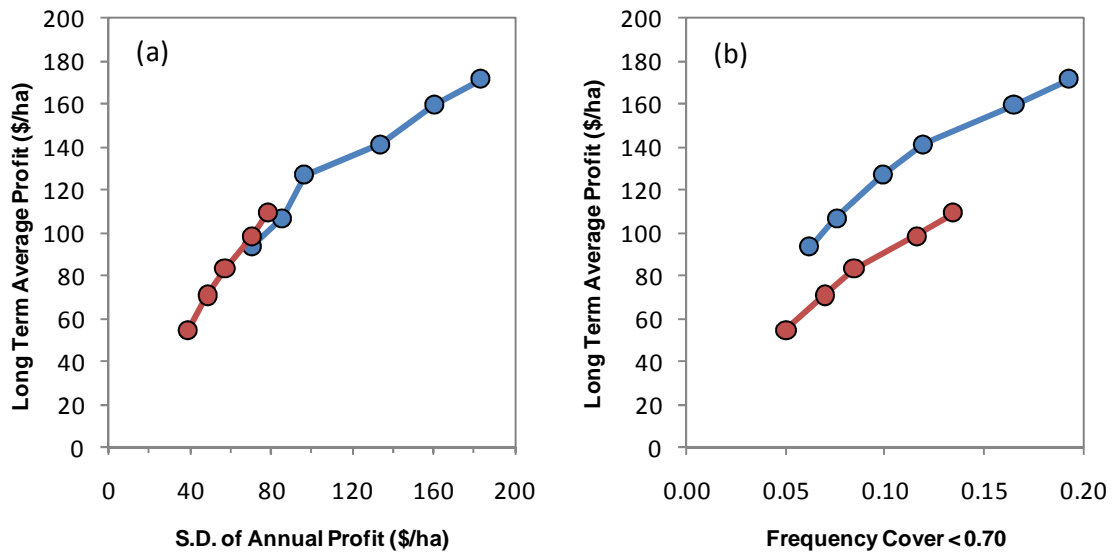 (a)
Long Term Average Profit ($/ha)
200
180
160
140
120
100
80
60
40
20
0
0 40 80 120 160 200
S.D. of Annual Profit ($/ha)
(b)
Long Term Average Profit ($/ha)
200
180
160
140
120
100
80
60
40
20
0
0.00 0.05 0.10 0.15 0.20
Frequency Cover < 0.70